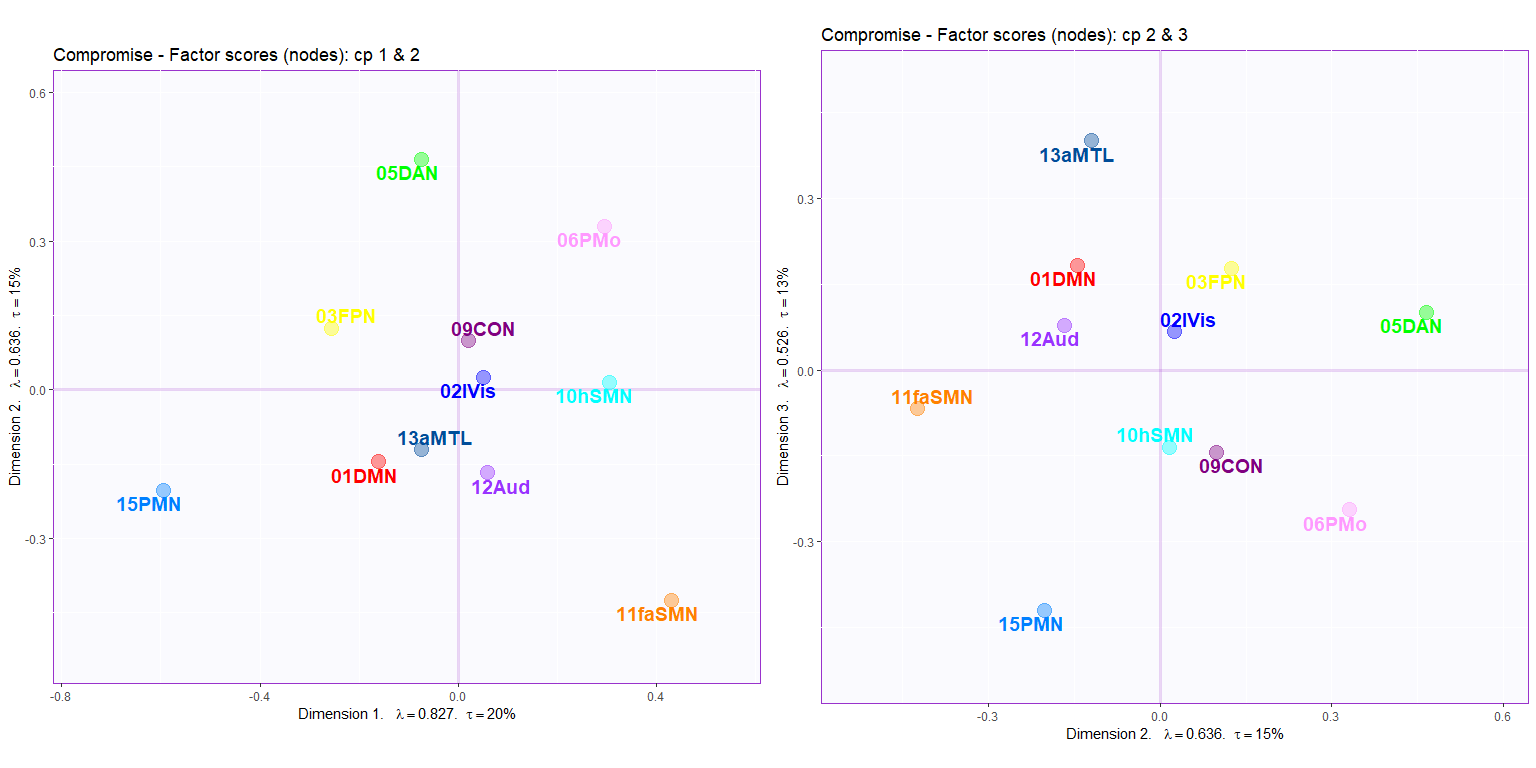 Compromise - Factor scores (nodes): cp 1 & 2
0.6
0.3
0.0
-0.3
Dimension 2.   λ = 0.636.  τ = 15%
05DAN
06PMo
03FPN
09CON
02IVis
10hSMN
13aMTL
01DMN
12Aud
15PMN
11faSMN
-0.8
-0.4
0.0
0.4
Dimension 1.   λ = 0.827.  τ = 20%
Compromise - Factor scores (nodes): cp 2 & 3
0.3
0.0
-0.3
Dimension 3.   λ = 0.526.  τ = 13%
13aMTL
01DMN
03FPN
02IVis
05DAN
12Aud
11faSMN
10hSMN
09CON
06PMo
15PMN
-0.3
0.0
0.3
0.6
Dimension 2.   λ = 0.636.  τ = 15%